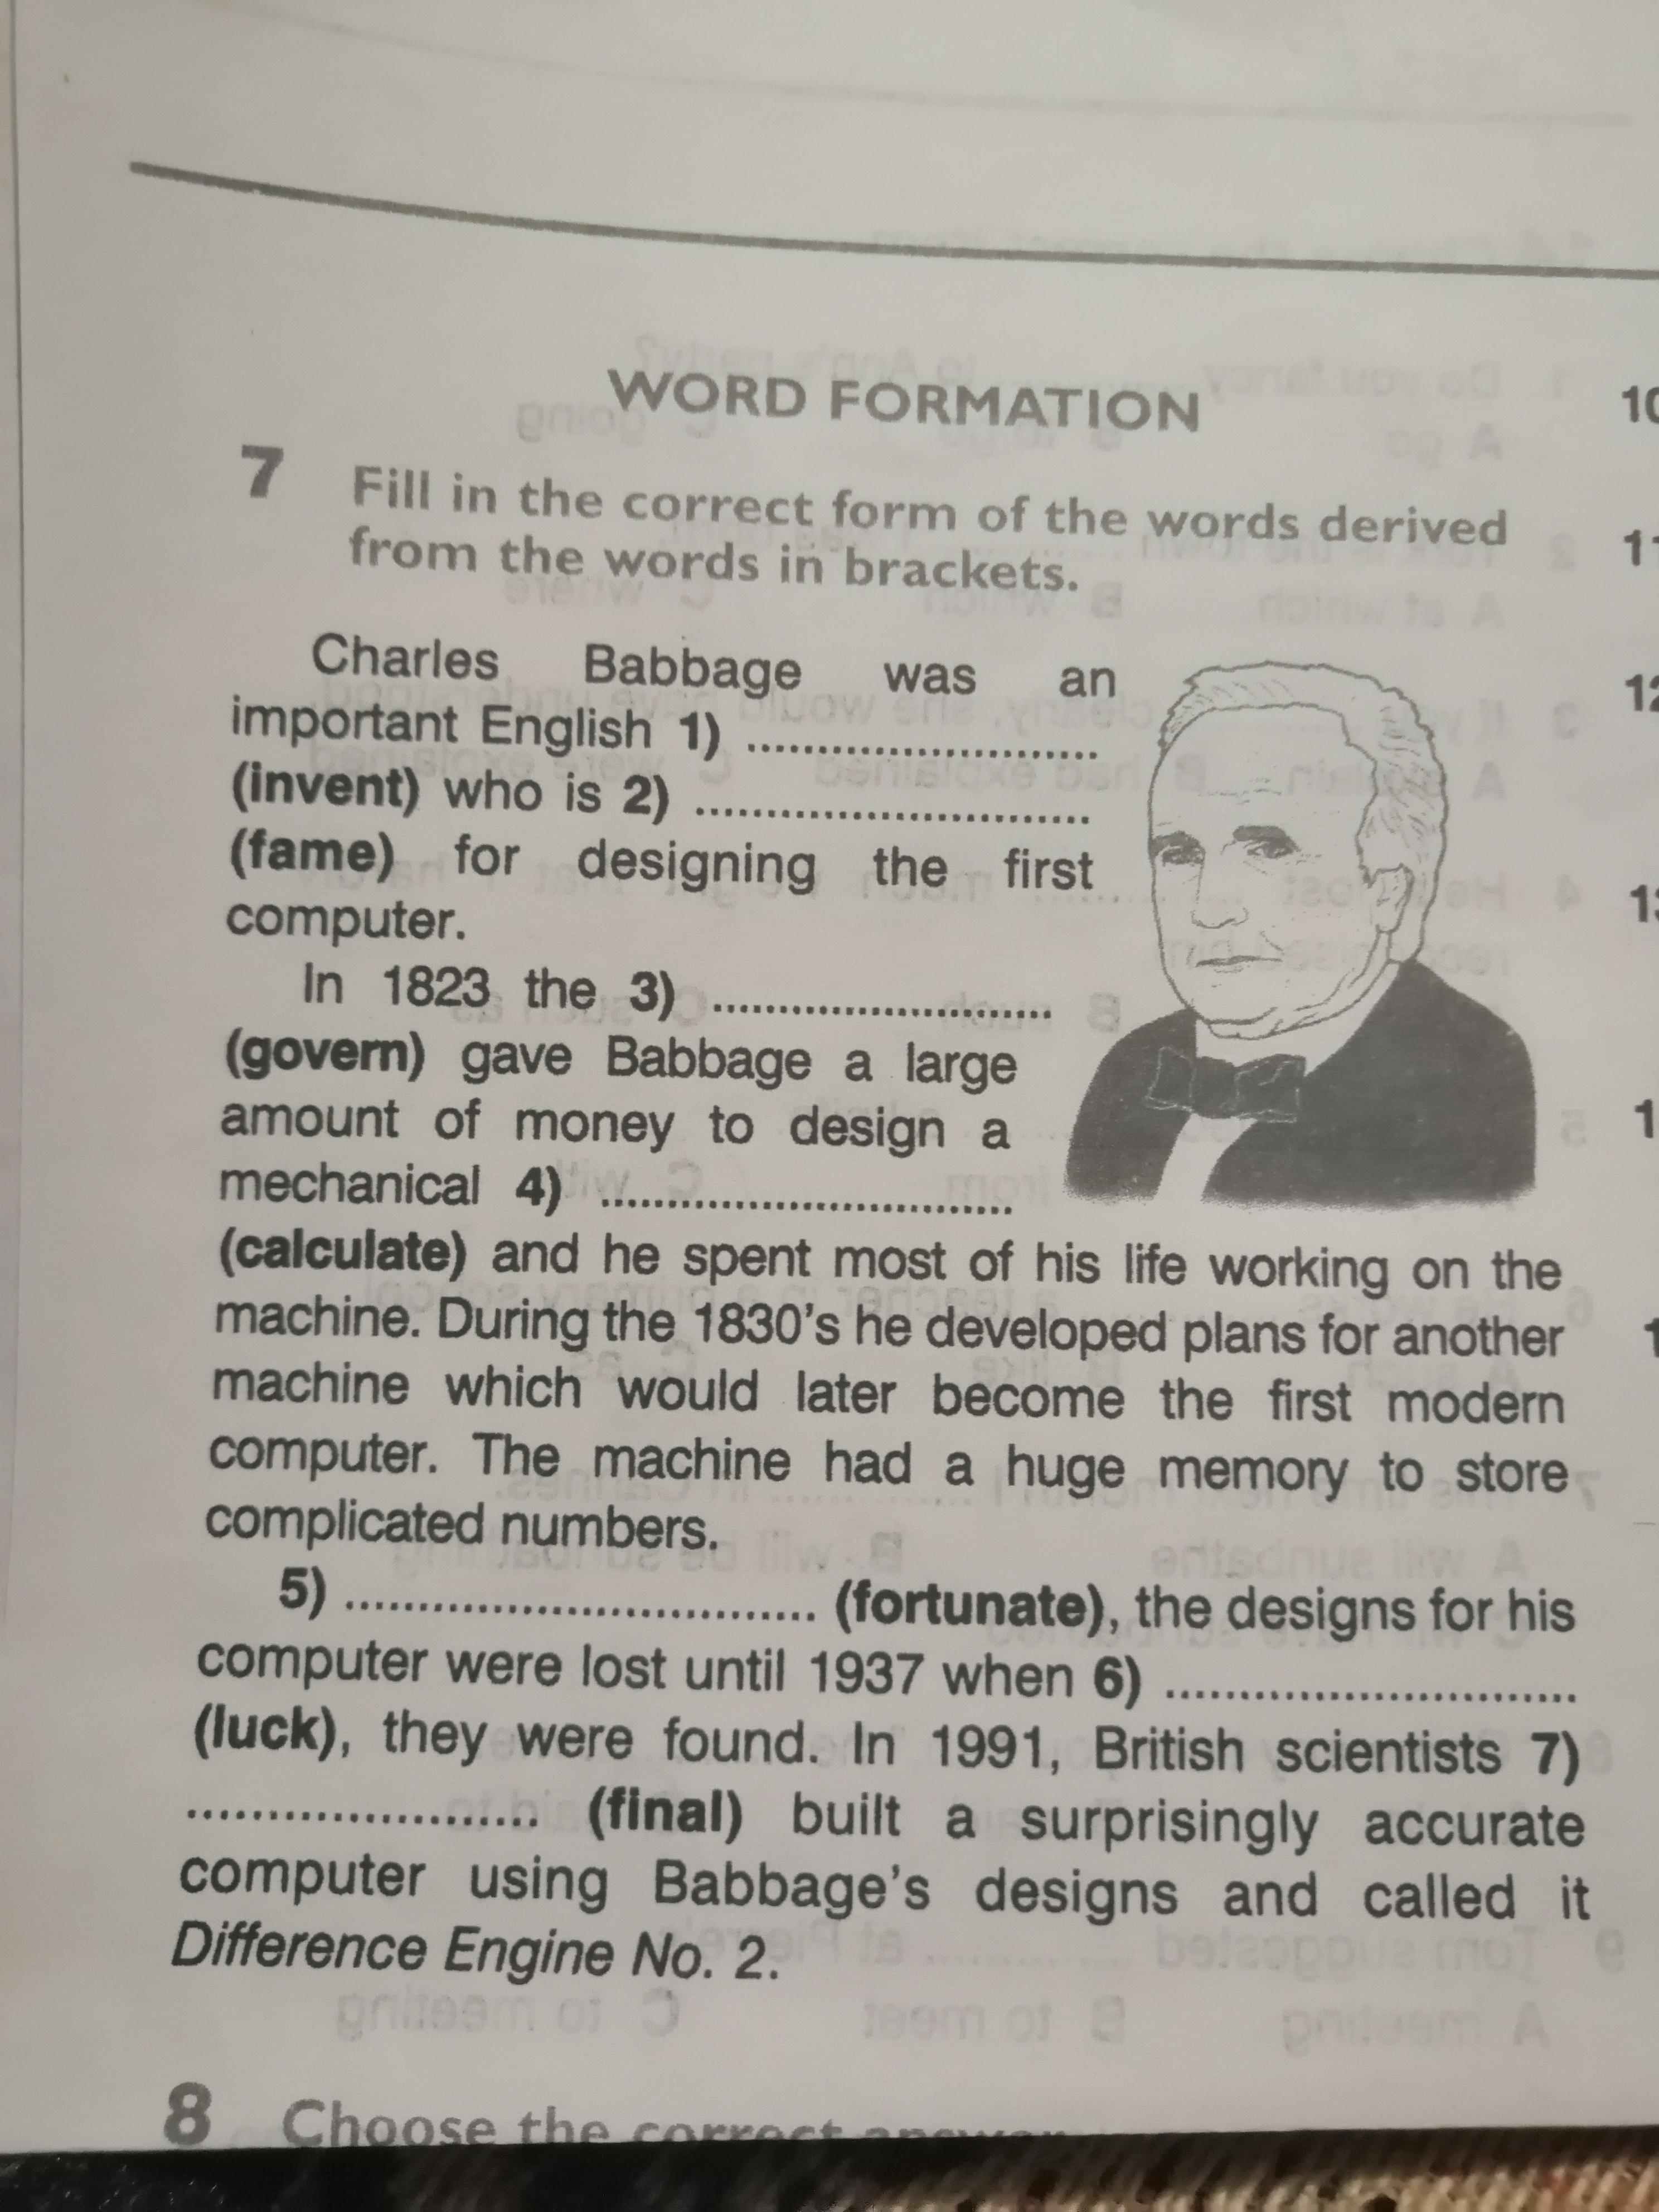 WORD FORMATION
7 Fill in the correct form of the words derived
from the words in brackets.
Charles Babbage was an
important English 1) ........................
(invent) who is 2) ........................
(fame) for designing the first
computer.
In 1823 the 3) ........................
(govern) gave Babbage a large
amount of money to design a
mechanical 4) ........................
(calculate) and he spent most of his life working on the
machine. During the 1830's he developed plans for another
machine which would later become the first modern
computer. The machine had a huge memory to store
complicated numbers.
5) ........................ (fortunate), the designs for his
computer were lost until 1937 when 6) ........................
(luck), they were found. In 1991, British scientists 7)
........................ (final) built a surprisingly accurate
computer using Babbage's designs and called it
Difference Engine No. 2.
8 Choose the correct answer.
10
11
12